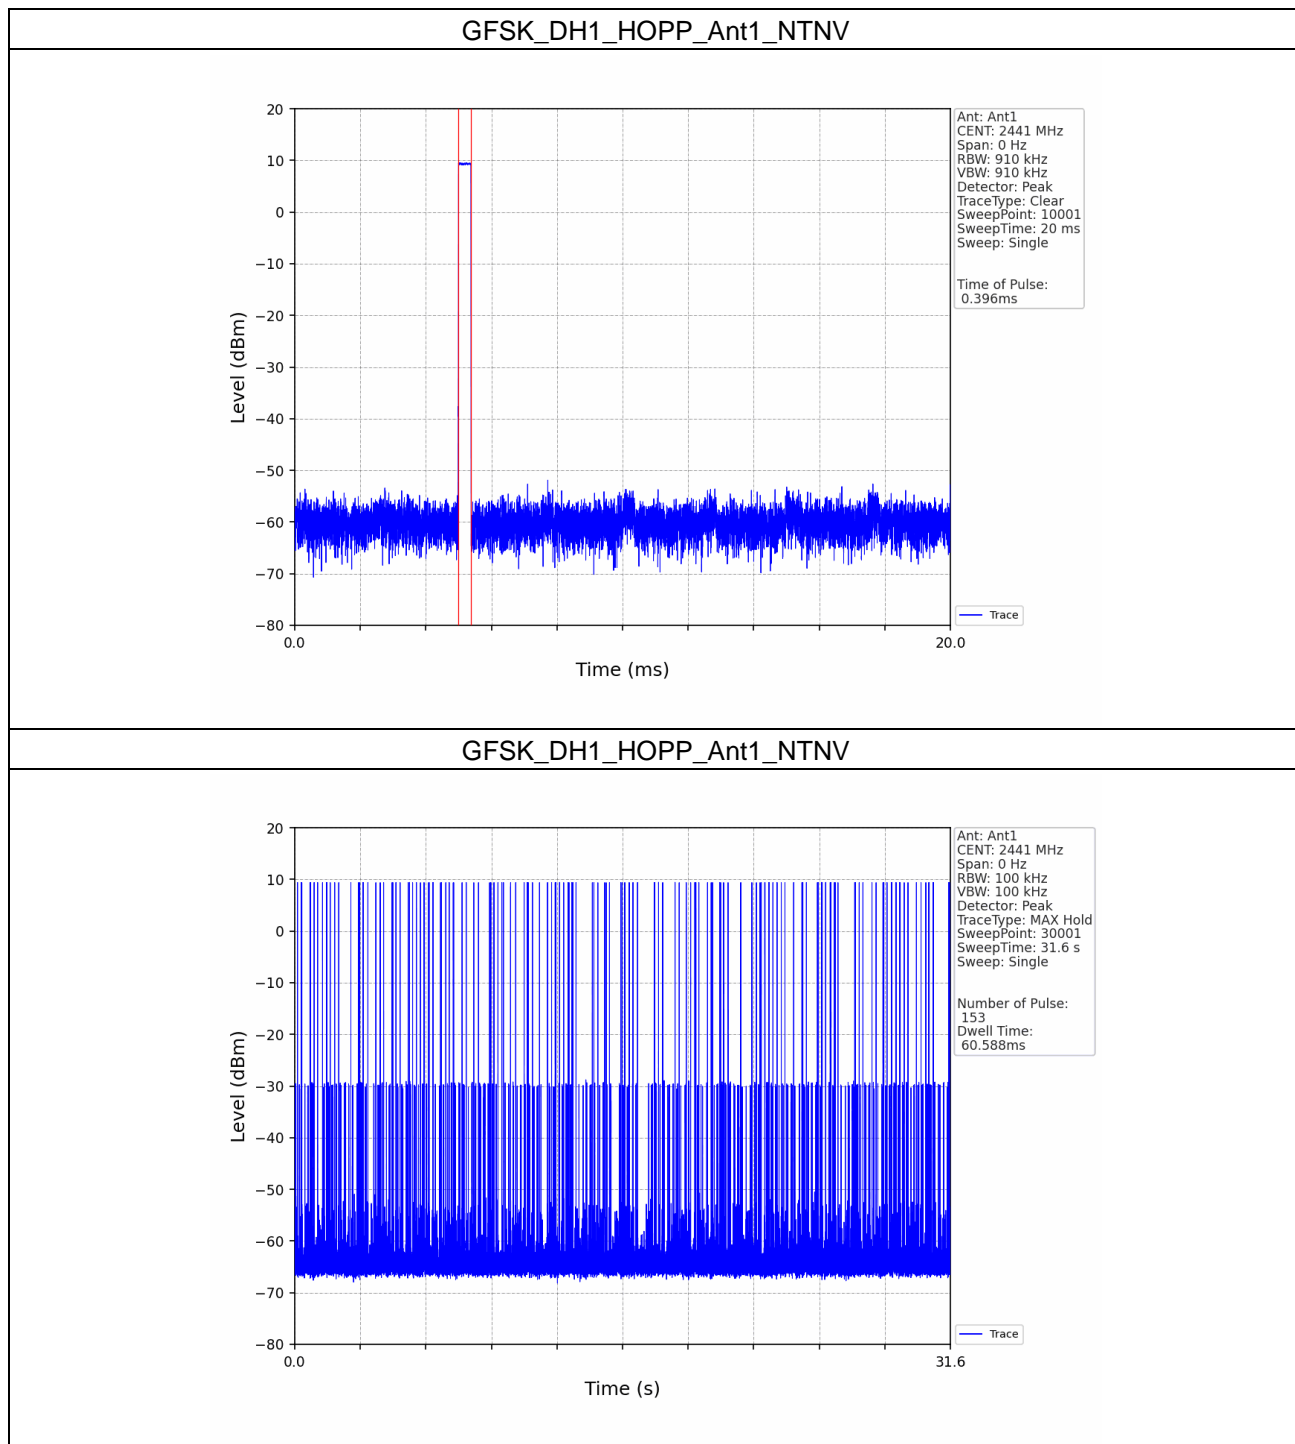 GFSK_DH1_HOPP_Ant1_NTNV
20
10
0
−10
−20
−30
−40
−50
−60
−70
−80
Level (dBm)
0.0
20.0
Time (ms)
Ant: Ant1
CENT: 2441 MHz
Span: 0 Hz
RBW: 910 kHz
VBW: 910 kHz
Detector: Peak
TraceType: Clear
SweepPoint: 10001
SweepTime: 20 ms
Sweep: Single
Time of Pulse:
0.396ms
Trace
GFSK_DH1_HOPP_Ant1_NTNV
20
10
0
−10
−20
−30
−40
−50
−60
−70
−80
Level (dBm)
0.0
31.6
Time (s)
Ant: Ant1
CENT: 2441 MHz
Span: 0 Hz
RBW: 100 kHz
VBW: 100 kHz
Detector: Peak
TraceType: MAX Hold
SweepPoint: 30001
SweepTime: 31.6 s
Sweep: Single
Number of Pulse:
153
Dwell Time:
60.588ms
Trace